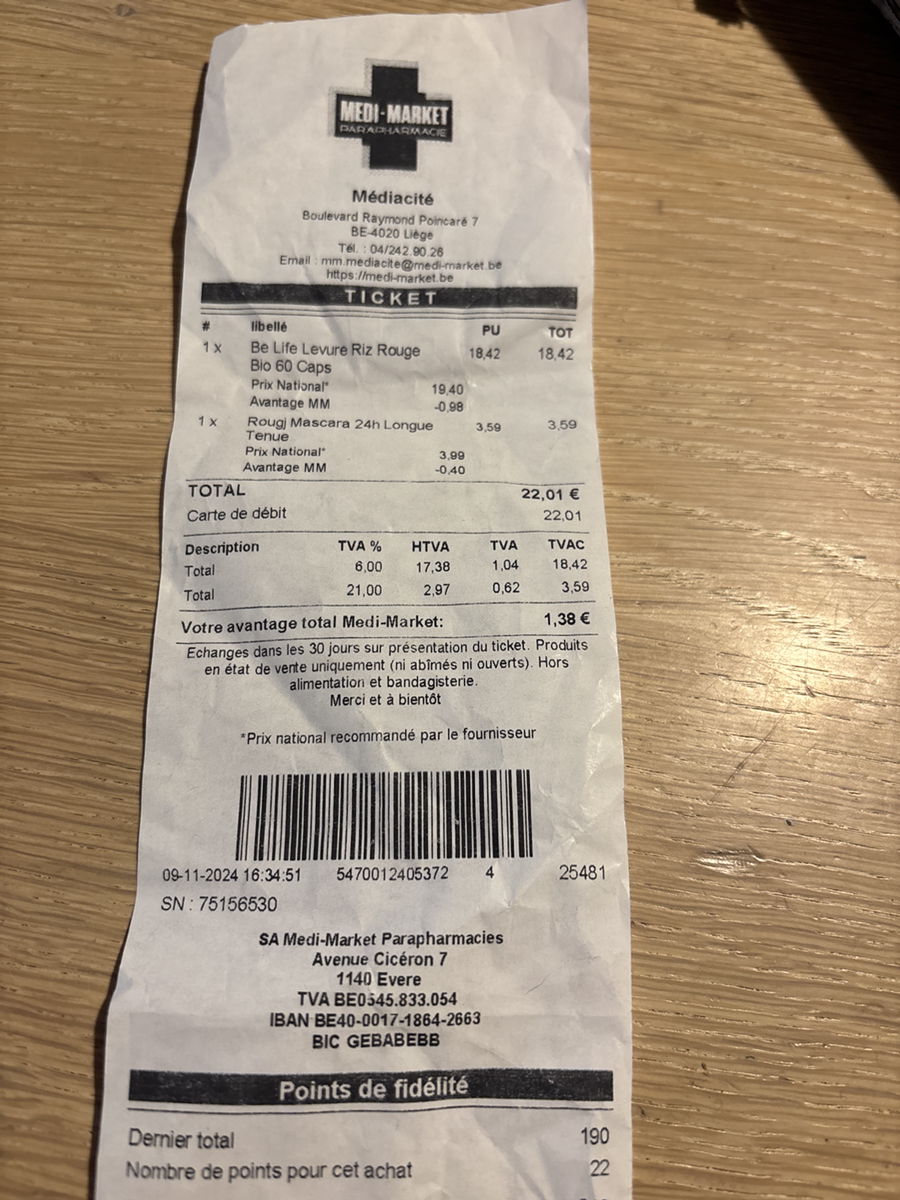 MEDI-MARKET
PARAPHARMACIE
Médiacité
Boulevard Raymond Poincaré 7
BE-4020 Liège
Tél. : 04/242.90.26
Email : mm.mediacite@medi-market.be
https://medi-market.be
TICKET
# libellé PU TOT
1 x Be Life Levure Riz Rouge 18,42 18,42
Bio 60 Caps
Prix National* 19,40
Avantage MM -0,98
1 x Rougj Mascara 24h Longue 3,59 3,59
Tenue
Prix National* 3,99
Avantage MM -0,40
TOTAL 22,01 €
Carte de débit 22,01
Description TVA % HTVA TVA TVAC
Total 6,00 17,38 1,04 18,42
Total 21,00 2,97 0,62 3,59
Votre avantage total Medi-Market: 1,38 €
Echanges dans les 30 jours sur présentation du ticket. Produits
en état de vente uniquement (ni abîmés ni ouverts). Hors
alimentation et bandagisterie.
Merci et à bientôt
*Prix national recommandé par le fournisseur
09-11-2024 16:34:51 5470012405372 4 25481
SN : 75156530
SA Medi-Market Parapharmacies
Avenue Cicéron 7
1140 Evere
TVA BE0545.833.054
IBAN BE40-0017-1864-2663
BIC GEBABEBB
Points de fidélité
Dernier total 190
Nombre de points pour cet achat 22